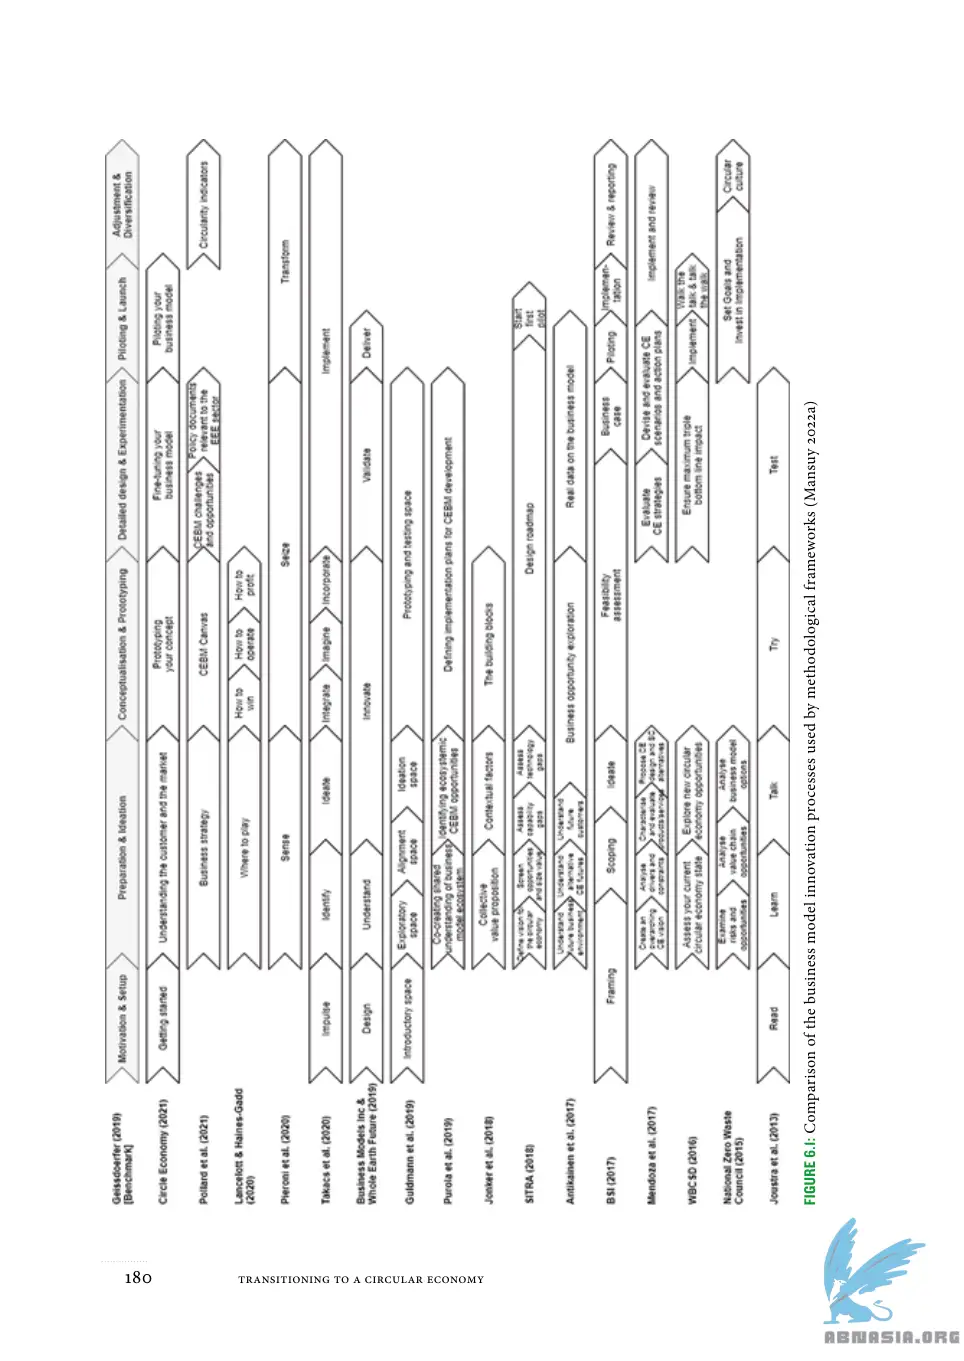 Geissdoerfer (2019)
[Benchmark]
Motivation & Setup
Preparation & Ideation
Conceptualisation & Prototyping
Detailed design & Experimentation
Piloting & Launch
Adjustment &
Diversification
Circle Economy (2021)
Getting started
Understanding the customer and the market
Prototyping
your concept
Fine-tuning your
business model
Piloting your
business model
Pollard et al. (2021)
Business strategy
CEBM Canvas
CEBM challenges
and opportunities
Policy documents
relevant to the
EEE sector
Circularity indicators
Lancelott & Haines-Gadd
(2020)
Where to play
How to
win
How to
operate
How to
profit
Pieroni et al. (2020)
Sense
Seize
Transform
Takacs et al. (2020)
Impulse
Identify
Ideate
Integrate
Imagine
Incorporate
Implement
Business Models Inc &
Whole Earth Future (2019)
Design
Understand
Innovate
Validate
Deliver
Guldmann et al. (2019)
Introductory space
Exploratory
space
Alignment
space
Ideation
space
Prototyping and testing space
Purola et al. (2019)
Co-creating shared
understanding of business
model ecosystem
Identifying ecosystemic
CEBM opportunities
Defining implementation plans for CEBM development
Jonker et al. (2018)
Collective
value proposition
Contextual factors
The building blocks
SITRA (2018)
Define vision to
the circular
economy
Screen
opportunities
and size value
Assess
capability
gaps
Assess
technology
gaps
Design roadmap
Start
first
pilot
Antikainen et al. (2017)
Understand
future business
environment
Understand
alternative
CE futures
Understand
future
customers
Business opportunity exploration
Real data on the business model
BSI (2017)
Framing
Scoping
Ideate
Feasibility
assessment
Business
case
Piloting
Implemen-
tation
Review & reporting
Mendoza et al. (2017)
Create an
overarching
CE vision
Analyse
drivers and
constraints
Characterise
and evaluate
products/services
Propose CE
design and SC
alternatives
Evaluate
CE strategies
Devise and evaluate CE
scenarios and action plans
Implement and review
WBCSD (2016)
Assess your current
circular economy state
Explore new circular
economy opportunities
Ensure maximum triple
bottom line impact
Implement
Walk the
talk & talk
the walk
National Zero Waste
Council (2015)
Examine
risks and
opportunities
Analyse
value chain
opportunities
Analyse
business model
options
Set Goals and
Invest in Implementation
Circular
culture
Joustra et al. (2013)
Read
Learn
Talk
Try
Test
FIGURE 6.1: Comparison of the business model innovation processes used by methodological frameworks (Mansuy 2022a)
180 TRANSITIONING TO A CIRCULAR ECONOMY
ABNASIA.ORG